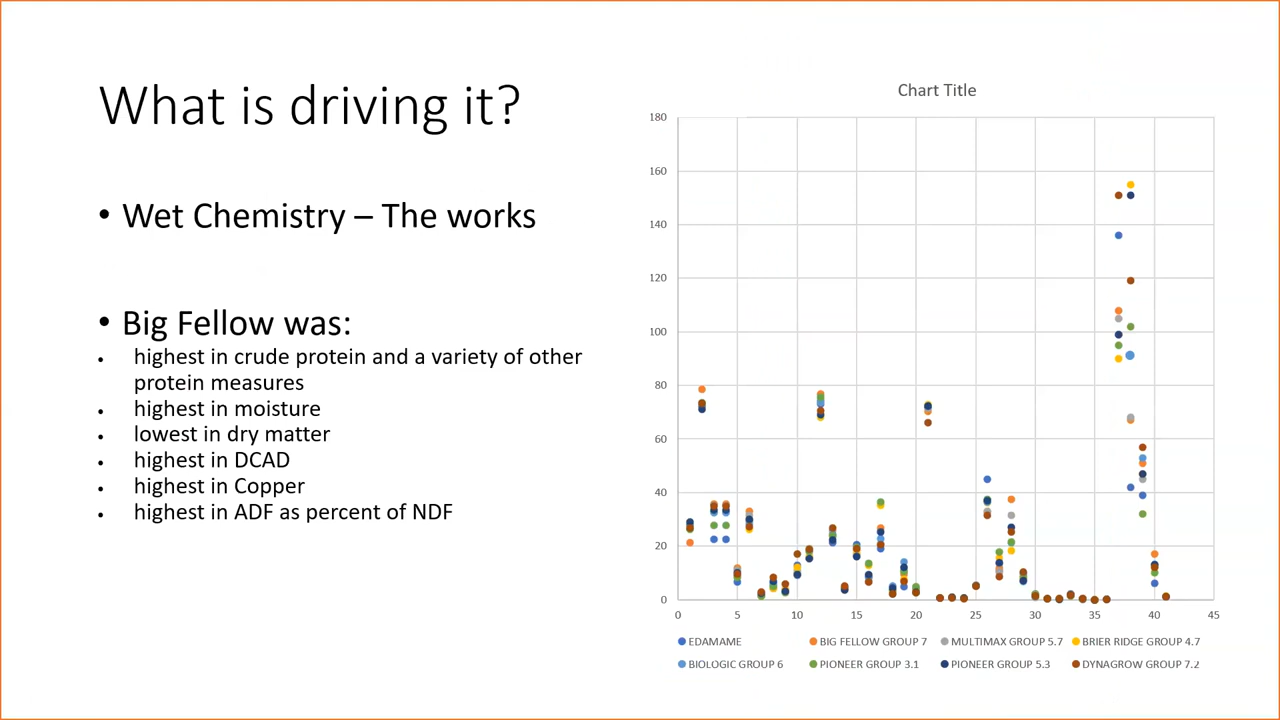 What is driving it?
• Wet Chemistry – The works
• Big Fellow was:
• highest in crude protein and a variety of other
protein measures
• highest in moisture
• lowest in dry matter
• highest in DCAD
• highest in Copper
• highest in ADF as percent of NDF
Chart Title
180
160
140
120
100
80
60
40
20
0
0 5 10 15 20 25 30 35 40 45
EDAMAME BIG FELLOW GROUP 7 MULTIMAX GROUP 5.7 BRIER RIDGE GROUP 4.7
BIOLOGIC GROUP 6 PIONEER GROUP 3.1 PIONEER GROUP 5.3 DYNAGROW GROUP 7.2